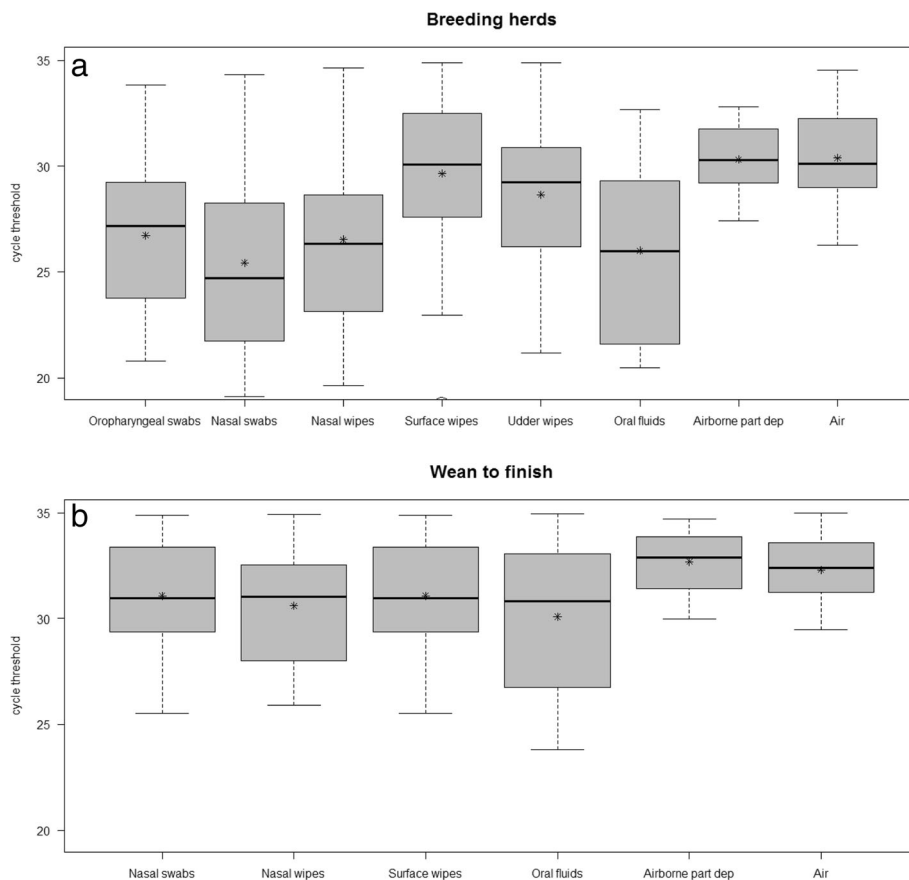 Breeding herds
a
35
30
25
20
cycle threshold
Oropharyngeal swabs Nasal swabs Nasal wipes Surface wipes Udder wipes Oral fluids Airborne part dep Air
Wean to finish
b
35
30
25
20
cycle threshold
Nasal swabs Nasal wipes Surface wipes Oral fluids Airborne part dep Air